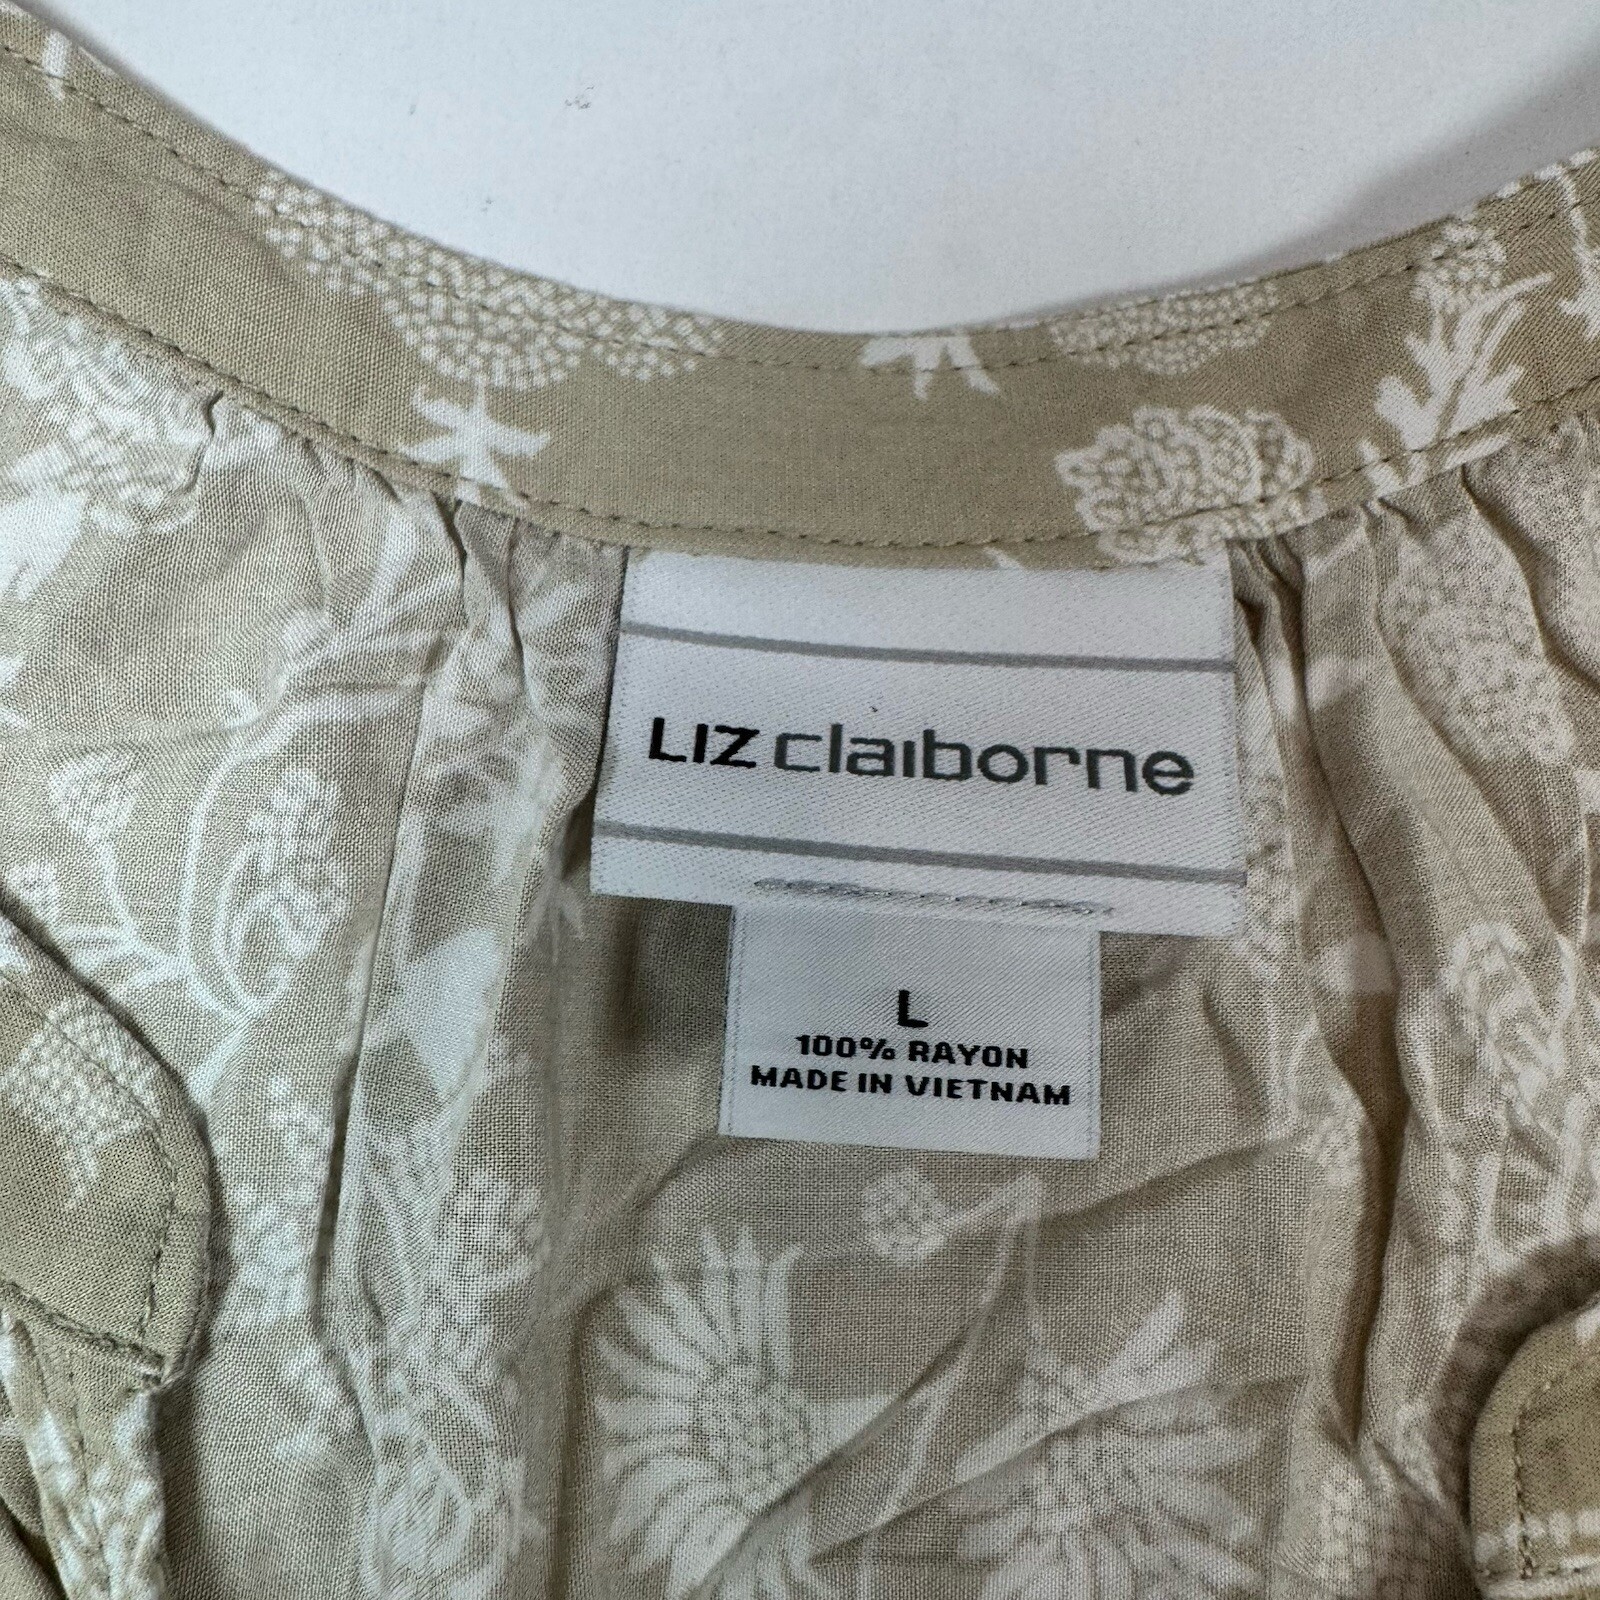 LIZ claiborne
L
100% RAYON
MADE IN VIETNAM